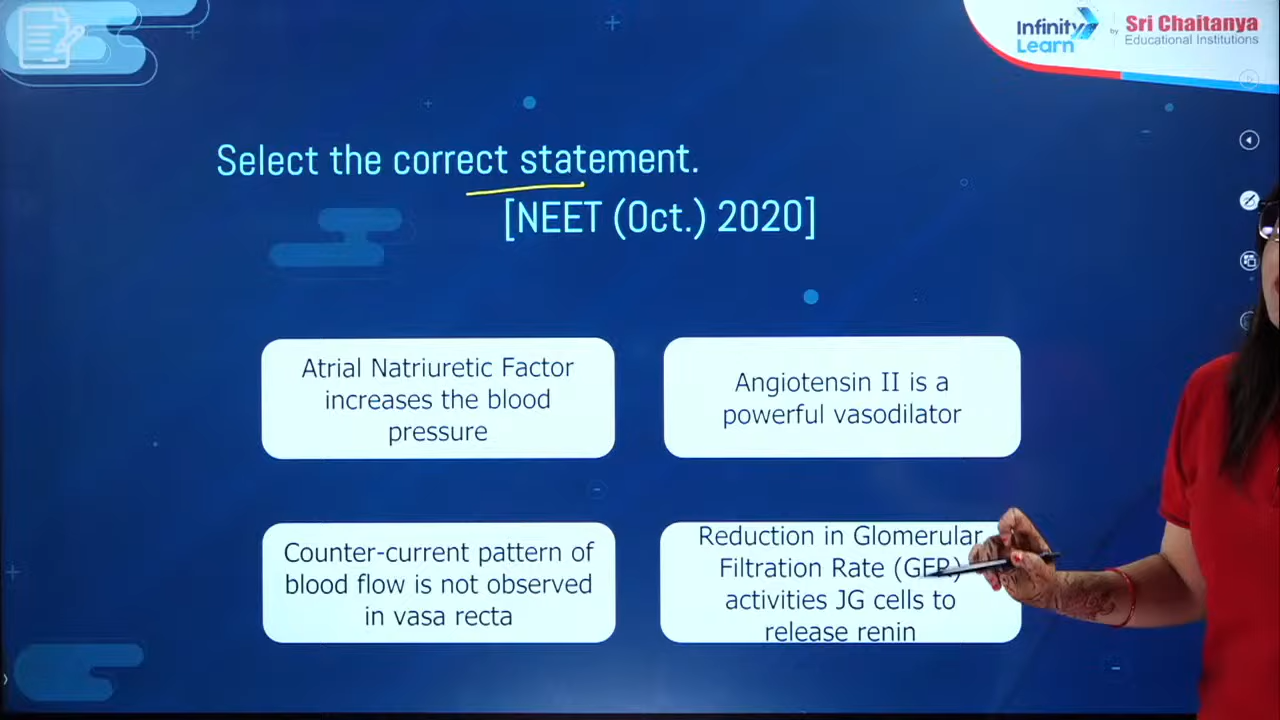 Infinity
Learn
by
Sri Chaitanya
Educational Institutions
Select the correct statement.
[NEET (Oct.) 2020]
Atrial Natriuretic Factor
increases the blood
pressure
Angiotensin II is a
powerful vasodilator
Counter-current pattern of
blood flow is not observed
in vasa recta
Reduction in Glomerular
Filtration Rate (GFR)
activities JG cells to
release renin